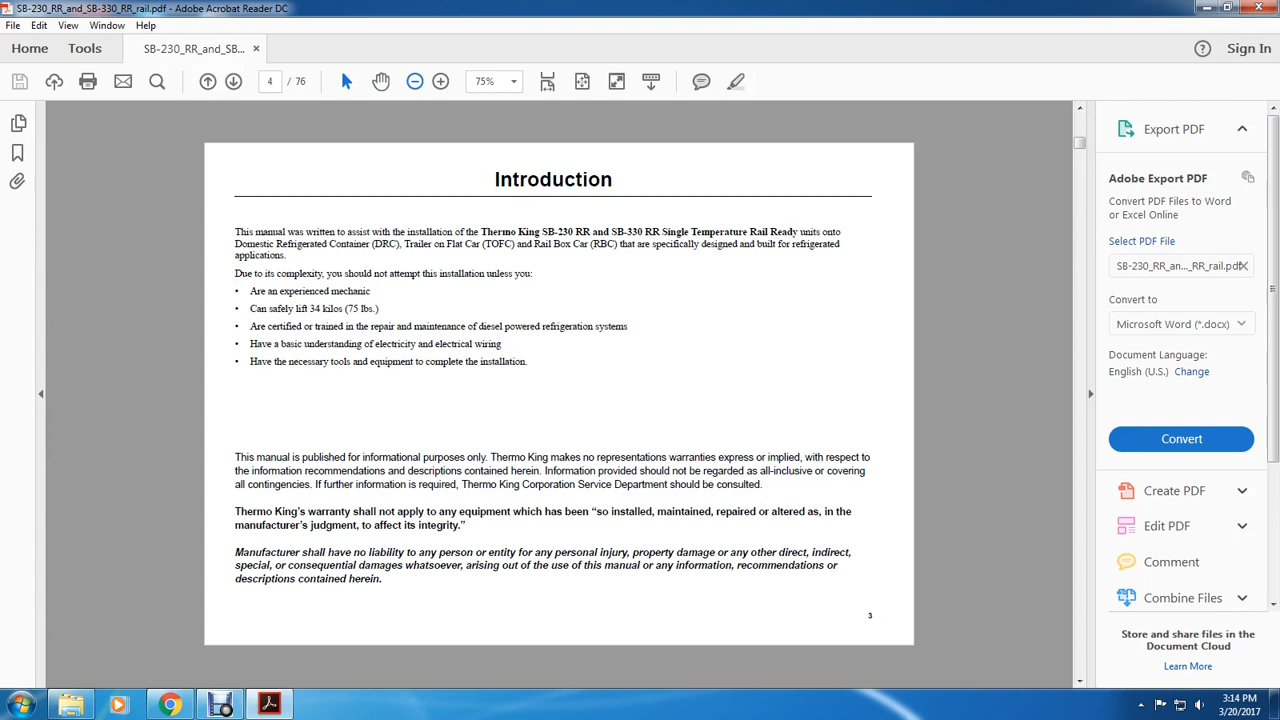 SB-230_RR_and_SB-330_RR_rail.pdf - Adobe Acrobat Reader DC
File Edit View Window Help
Home Tools SB-230_RR_and_SB... × Sign In
4 / 76 75%
Introduction
This manual was written to assist with the installation of the Thermo King SB-230 RR and SB-330 RR Single Temperature Rail Ready units onto
Domestic Refrigerated Container (DRC), Trailer on Flat Car (TOFC) and Rail Box Car (RBC) that are specifically designed and built for refrigerated
applications.
Due to its complexity, you should not attempt this installation unless you:
• Are an experienced mechanic
• Can safely lift 34 kilos (75 lbs.)
• Are certified or trained in the repair and maintenance of diesel powered refrigeration systems
• Have a basic understanding of electricity and electrical wiring
• Have the necessary tools and equipment to complete the installation.
This manual is published for informational purposes only. Thermo King makes no representations warranties express or implied, with respect to
the information recommendations and descriptions contained herein. Information provided should not be regarded as all-inclusive or covering
all contingencies. If further information is required, Thermo King Corporation Service Department should be consulted.
Thermo King’s warranty shall not apply to any equipment which has been “so installed, maintained, repaired or altered as, in the
manufacturer’s judgment, to affect its integrity.”
Manufacturer shall have no liability to any person or entity for any personal injury, property damage or any other direct, indirect,
special, or consequential damages whatsoever, arising out of the use of this manual or any information, recommendations or
descriptions contained herein.
3
Export PDF
Adobe Export PDF
Convert PDF Files to Word
or Excel Online
Select PDF File
SB-230_RR_an..._RR_rail.pdf
Convert to
Microsoft Word (*.docx)
Document Language:
English (U.S.) Change
Convert
Create PDF
Edit PDF
Comment
Combine Files
Store and share files in the
Document Cloud
Learn More
3:14 PM
3/20/2017